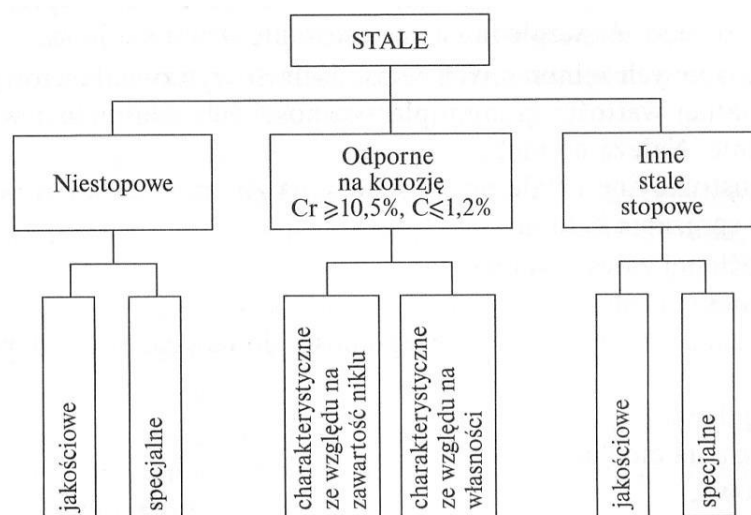 STALE
Niestopowe
Odporne
na korozję
Cr ⩾10,5%, C⩽1,2%
Inne
stale
stopowe
jakościowe
specjalne
charakterystyczne
ze względu na
zawartość niklu
charakterystyczne
ze względu na
własności
jakościowe
specjalne